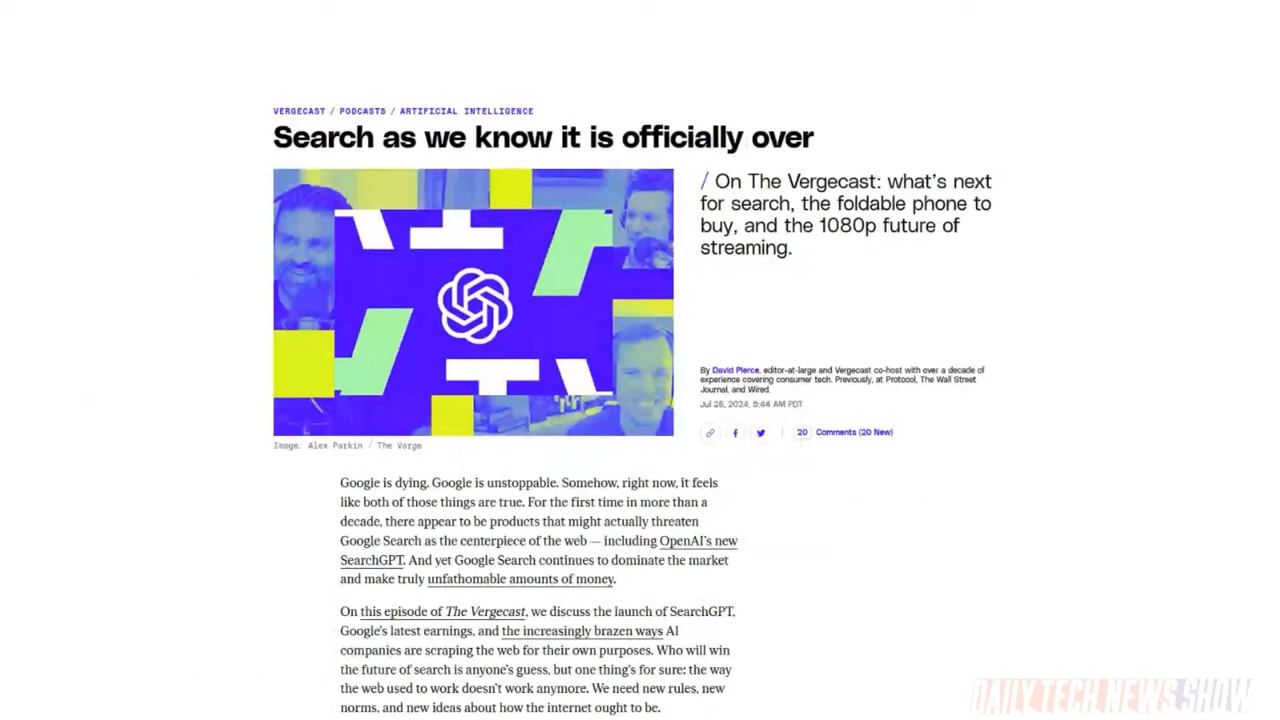 VERGECAST / PODCASTS / ARTIFICIAL INTELLIGENCE
Search as we know it is officially over
/ On The Vergecast: what's next
for search, the foldable phone to
buy, and the 1080p future of
streaming.
By David Pierce, editor-at-large and Vergecast co-host with over a decade of
experience covering consumer tech. Previously, at Protocol, The Wall Street
Journal, and Wired.
Jul 26, 2024, 5:44 AM PDT
20 Comments (20 New)
Image: Alex Parkin / The Verge
Google is dying. Google is unstoppable. Somehow, right now, it feels
like both of those things are true. For the first time in more than a
decade, there appear to be products that might actually threaten
Google Search as the centerpiece of the web — including OpenAI's new
SearchGPT. And yet Google Search continues to dominate the market
and make truly unfathomable amounts of money.
On this episode of The Vergecast, we discuss the launch of SearchGPT,
Google's latest earnings, and the increasingly brazen ways AI
companies are scraping the web for their own purposes. Who will win
the future of search is anyone's guess, but one thing's for sure: the way
the web used to work doesn't work anymore. We need new rules, new
norms, and new ideas about how the internet ought to be.
DAILY TECH NEWS SHOW